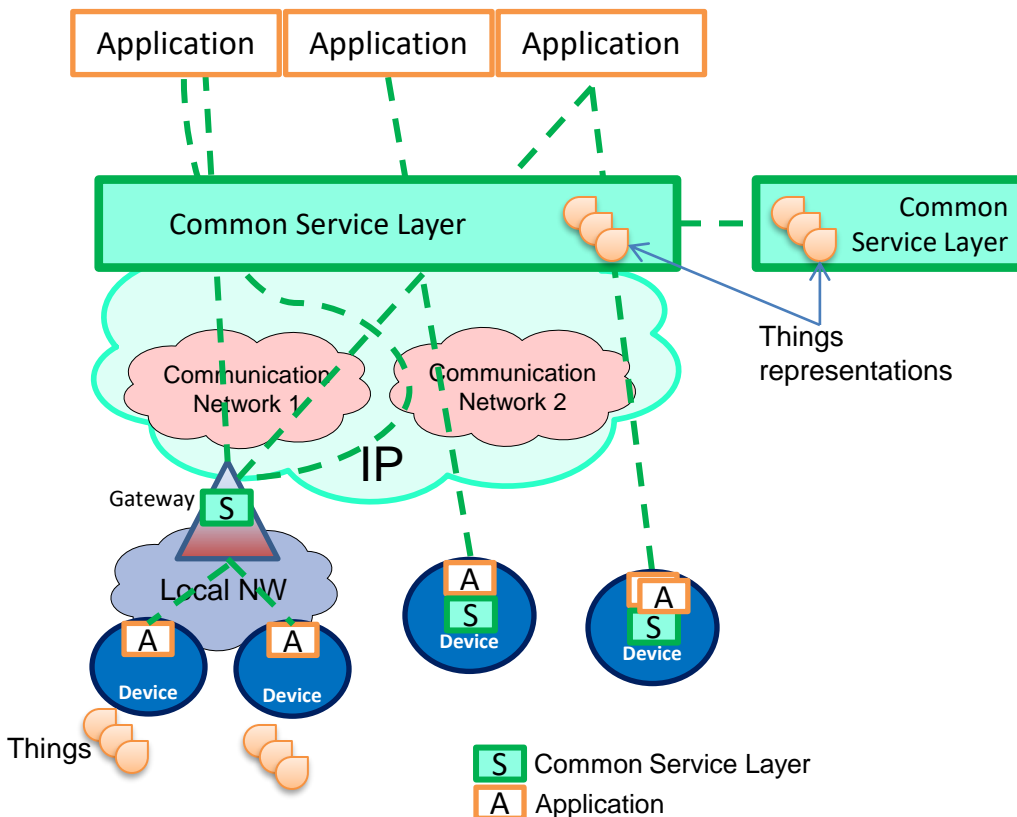 Application
Application
Application
Common Service Layer
Common
Service Layer
Things
representations
Communication
Network 1
Communication
Network 2
IP
Gateway
S
Local NW
A
S
Device
A
S
Device
A
Device
A
Device
Things
S Common Service Layer
A Application